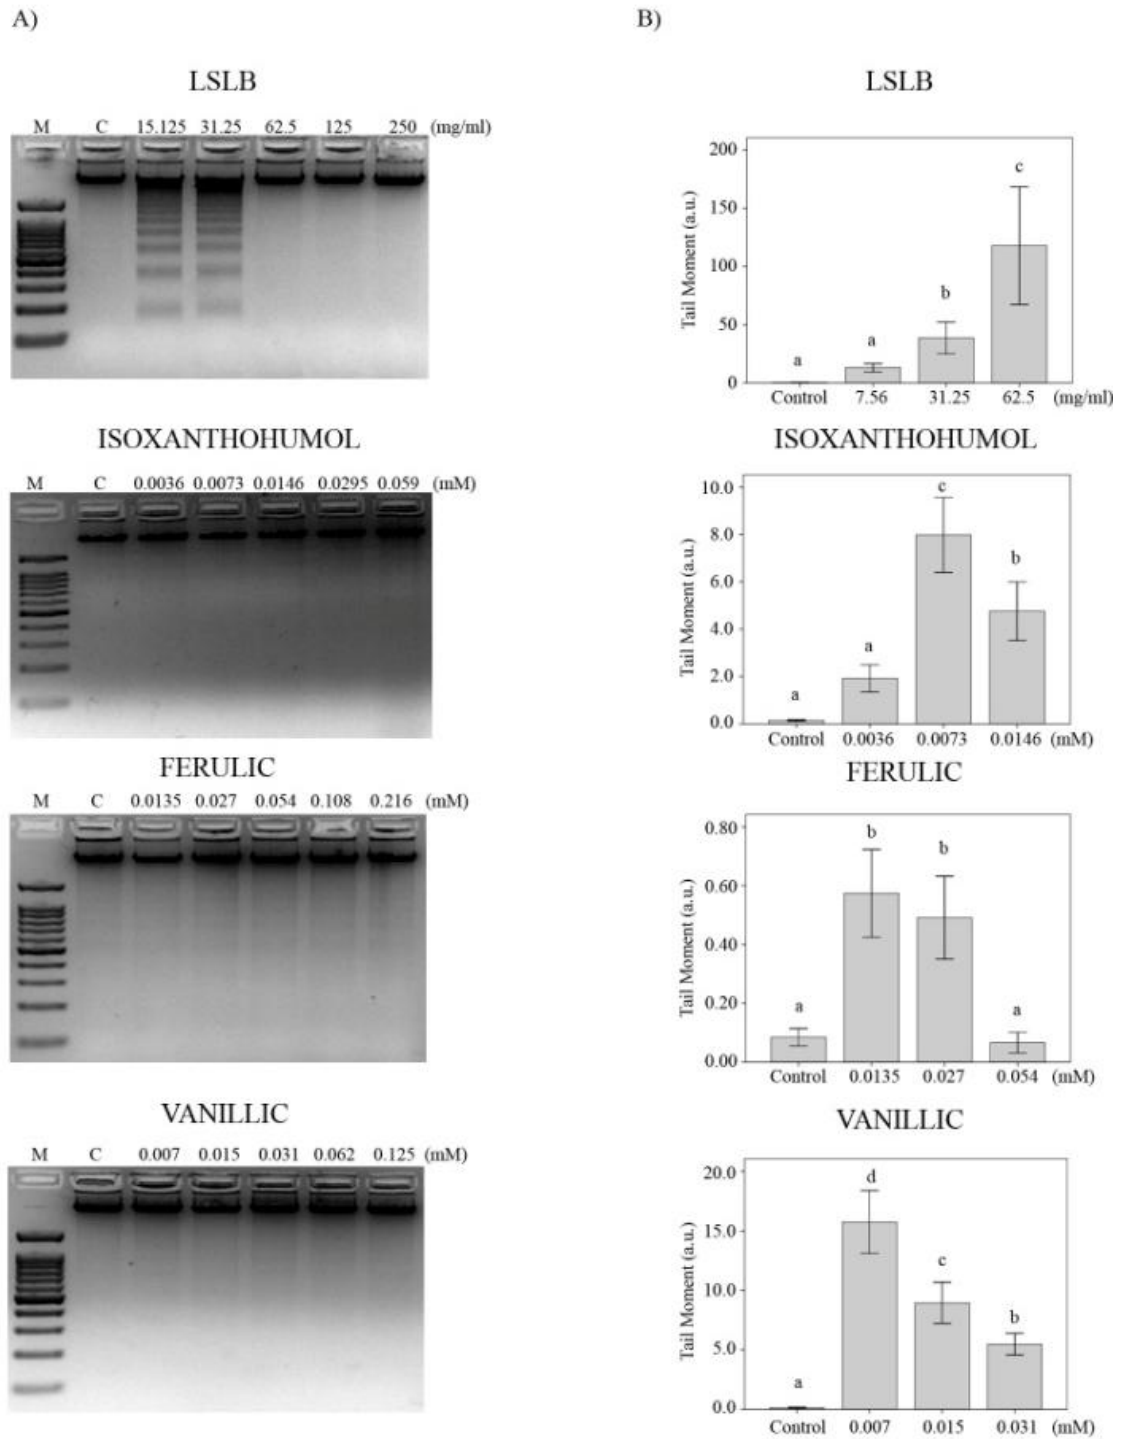 A)
LSLB
M C 15.125 31.25 62.5 125 250 (mg/ml)
ISOXANTHOHUMOL
M C 0.0036 0.0073 0.0146 0.0295 0.059 (mM)
FERULIC
M C 0.0135 0.027 0.054 0.108 0.216 (mM)
VANILLIC
M C 0.007 0.015 0.031 0.062 0.125 (mM)
B)
LSLB
Tail Moment (a.u.)
200
150
100
50
0
a
a
b
c
Control 7.56 31.25 62.5 (mg/ml)
ISOXANTHOHUMOL
Tail Moment (a.u.)
10.0
8.0
6.0
4.0
2.0
0.0
a
a
c
b
Control 0.0036 0.0073 0.0146 (mM)
FERULIC
Tail Moment (a.u.)
0.80
0.60
0.40
0.20
0.00
a
b
b
a
Control 0.0135 0.027 0.054 (mM)
VANILLIC
Tail Moment (a.u.)
20.0
15.0
10.0
5.0
0.0
a
d
c
b
Control 0.007 0.015 0.031 (mM)